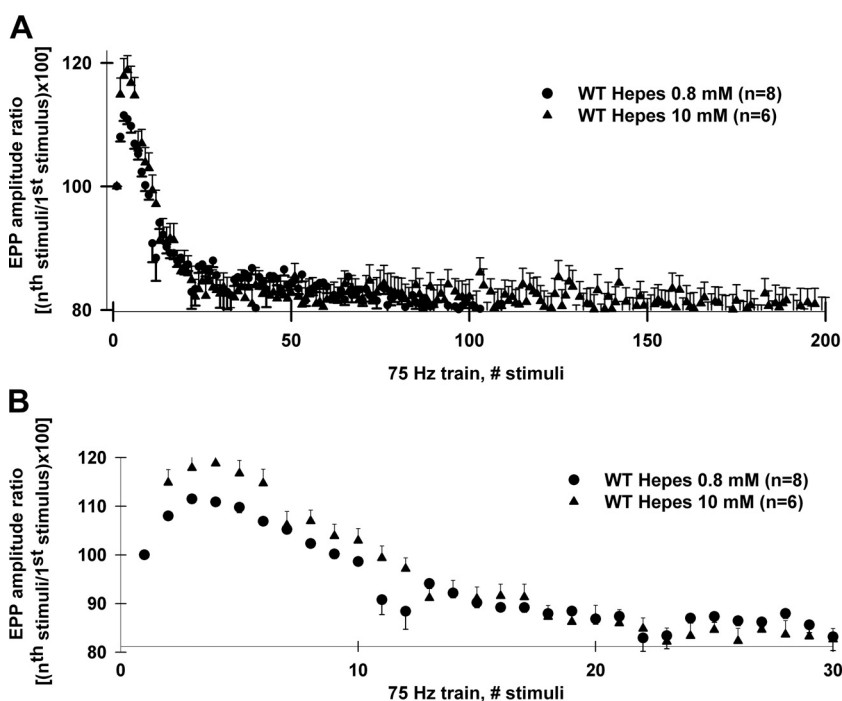 A
EPP amplitude ratio
[(nth stimuli/1st stimulus)x100]
120
100
80
WT Hepes 0.8 mM (n=8)
WT Hepes 10 mM (n=6)
0 50 100 150 200
75 Hz train, # stimuli
B
EPP amplitude ratio
[(nth stimuli/1st stimulus)x100]
120
110
100
90
80
WT Hepes 0.8 mM (n=8)
WT Hepes 10 mM (n=6)
0 10 20 30
75 Hz train, # stimuli